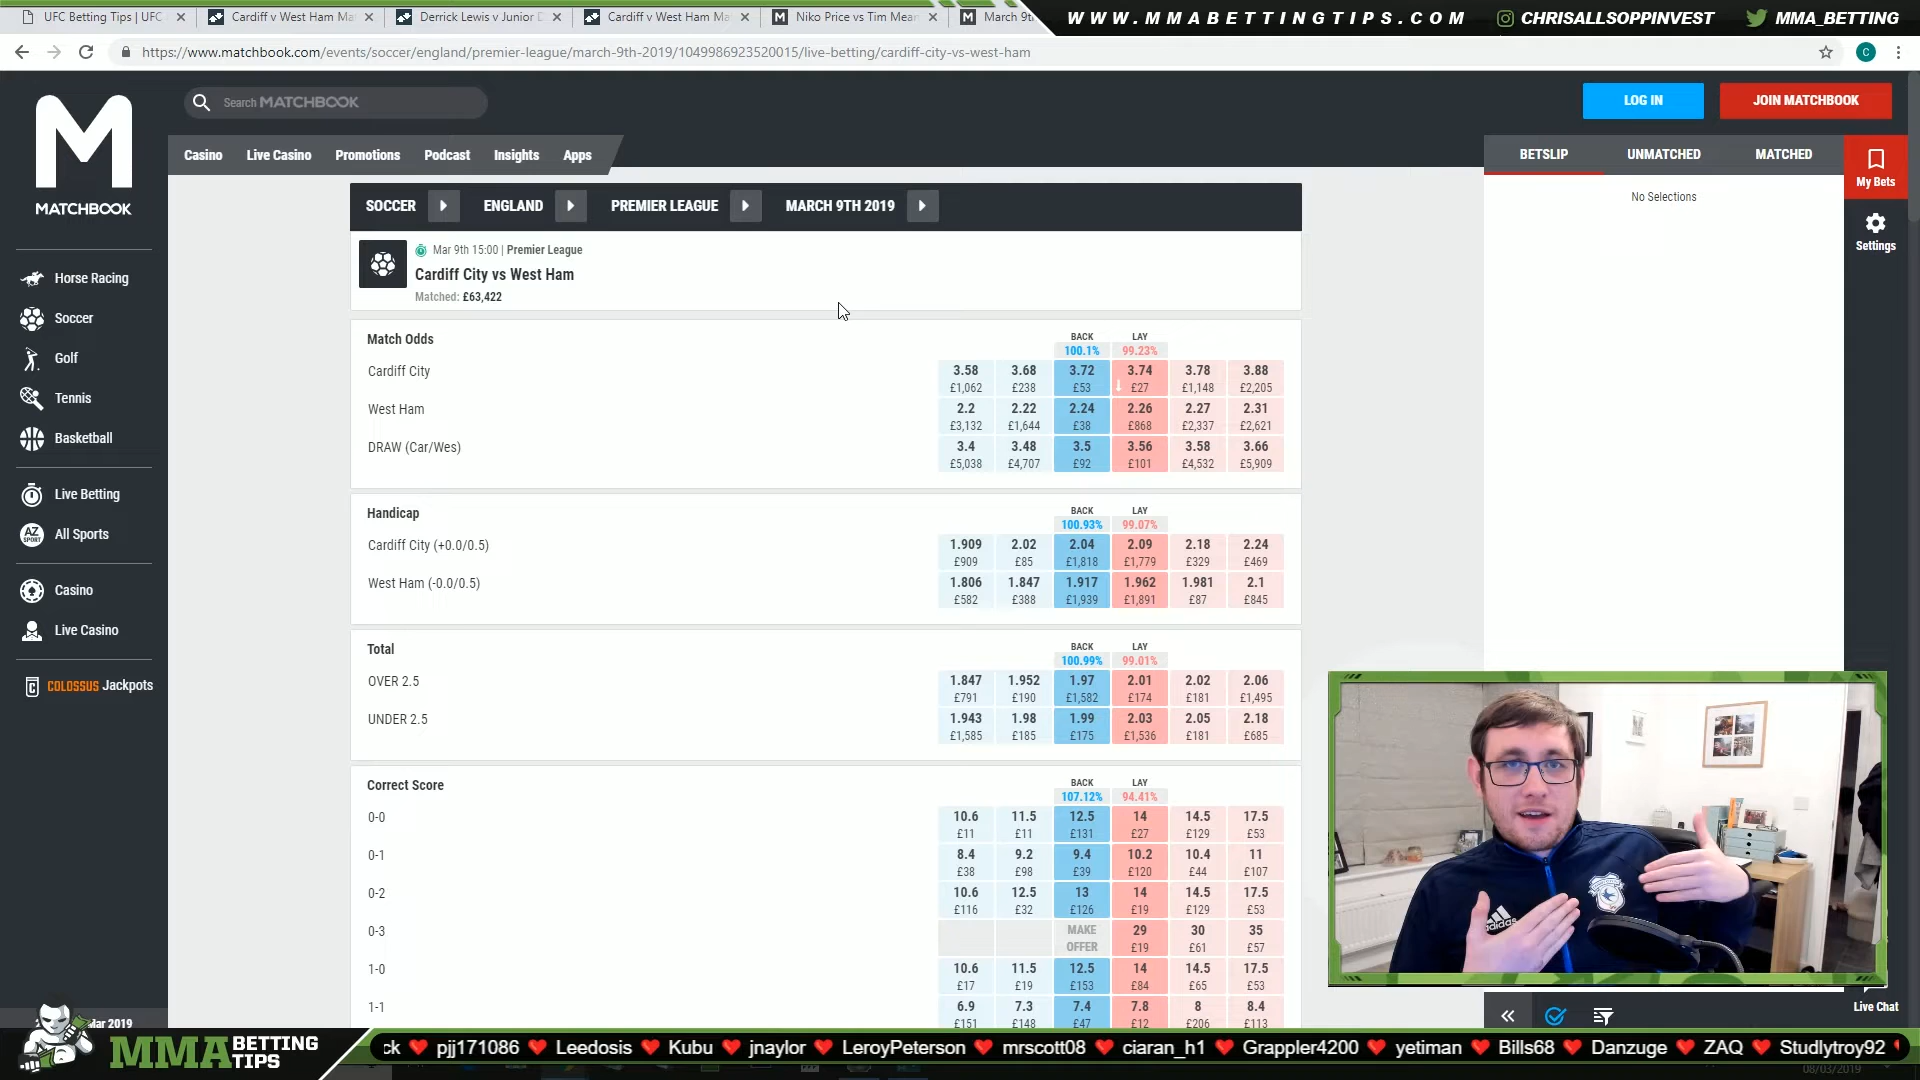 UFC Betting Tips | UFC
Cardiff v West Ham Ma
Derrick Lewis v Junior D
Cardiff v West Ham Ma
Niko Price vs Tim Mean
March 9t
WWW.MMABETTINGTIPS.COM
CHRISALLSOPPINVEST
MMA_BETTING
https://www.matchbook.com/events/soccer/england/premier-league/march-9th-2019/1049986923520015/live-betting/cardiff-city-vs-west-ham
C
MATCHBOOK
Search MATCHBOOK
LOG IN
JOIN MATCHBOOK
Casino Live Casino Promotions Podcast Insights Apps
BETSLIP UNMATCHED MATCHED
My Bets
Settings
No Selections
Horse Racing
Soccer
Golf
Tennis
Basketball
Live Betting
AZ SPORT All Sports
Casino
Live Casino
COLOSSUS Jackpots
SOCCER ENGLAND PREMIER LEAGUE MARCH 9TH 2019
Mar 9th 15:00 | Premier League
Cardiff City vs West Ham
Matched: £63,422
Match Odds BACK LAY
100.1% 99.23%
Cardiff City 3.58 3.68 3.72 3.74 3.78 3.88
£1,062 £238 £53 £27 £1,148 £2,205
West Ham 2.2 2.22 2.24 2.26 2.27 2.31
£3,132 £1,644 £38 £868 £2,337 £2,621
DRAW (Car/Wes) 3.4 3.48 3.5 3.56 3.58 3.66
£5,038 £4,707 £92 £101 £4,532 £5,909
Handicap BACK LAY
100.93% 99.07%
Cardiff City (+0.0/0.5) 1.909 2.02 2.04 2.09 2.18 2.24
£909 £85 £1,818 £1,779 £329 £469
West Ham (-0.0/0.5) 1.806 1.847 1.917 1.962 1.981 2.1
£582 £388 £1,939 £1,891 £87 £845
Total BACK LAY
100.99% 99.01%
OVER 2.5 1.847 1.952 1.97 2.01 2.02 2.06
£791 £190 £1,582 £174 £181 £1,495
UNDER 2.5 1.943 1.98 1.99 2.03 2.05 2.18
£1,585 £185 £175 £1,536 £181 £685
Correct Score BACK LAY
107.12% 94.41%
0-0 10.6 11.5 12.5 14 14.5 17.5
£11 £11 £131 £27 £129 £53
0-1 8.4 9.2 9.4 10.2 10.4 11
£38 £98 £39 £120 £44 £107
0-2 10.6 12.5 13 14 14.5 17.5
£116 £32 £126 £19 £129 £53
0-3 MAKE OFFER 29 30 35
£19 £61 £57
1-0 10.6 11.5 12.5 14 14.5 17.5
£17 £19 £153 £84 £65 £53
1-1 6.9 7.3 7.4 7.8 8 8.4
£151 £148 £47 £12 £206 £113
adidas
Live Chat
Mar 2019
MMA BETTING TIPS
ck pjj171086 Leedosis Kubu jnaylor LeroyPeterson mrscott08 ciaran_h1 Grappler4200 yetiman Bills68 Danzuge ZAQ Studlytroy92
08/03/2019